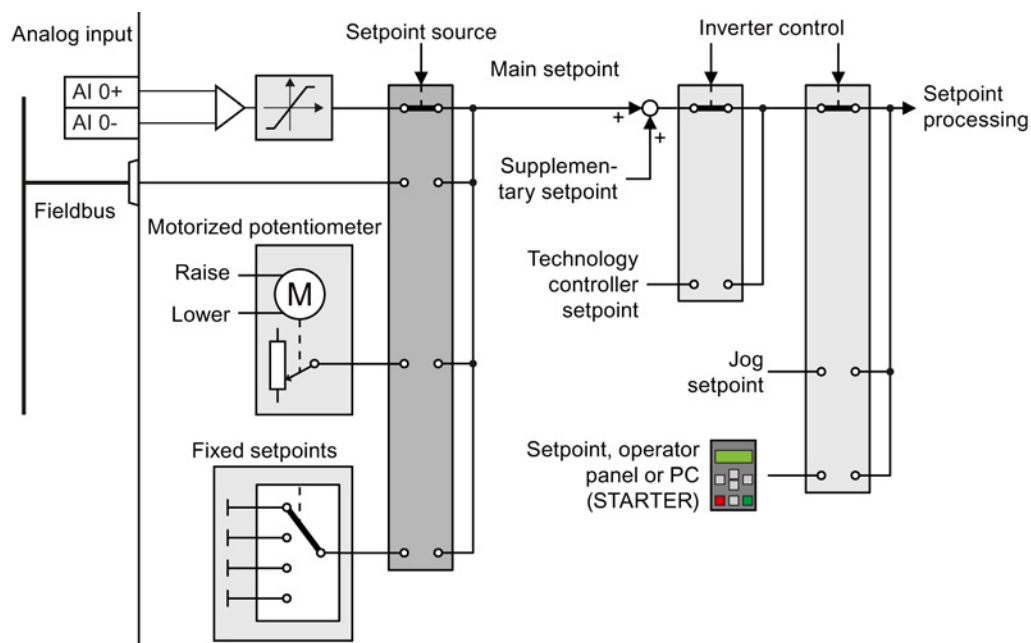 Analog input
Setpoint source
Inverter control
Main setpoint
AI 0+
AI 0-
+
+
Setpoint
processing
Supplemen-
tary setpoint
Fieldbus
Motorized potentiometer
Raise
Lower
M
Technology
controller
setpoint
Jog
setpoint
Fixed setpoints
Setpoint, operator
panel or PC
(STARTER)